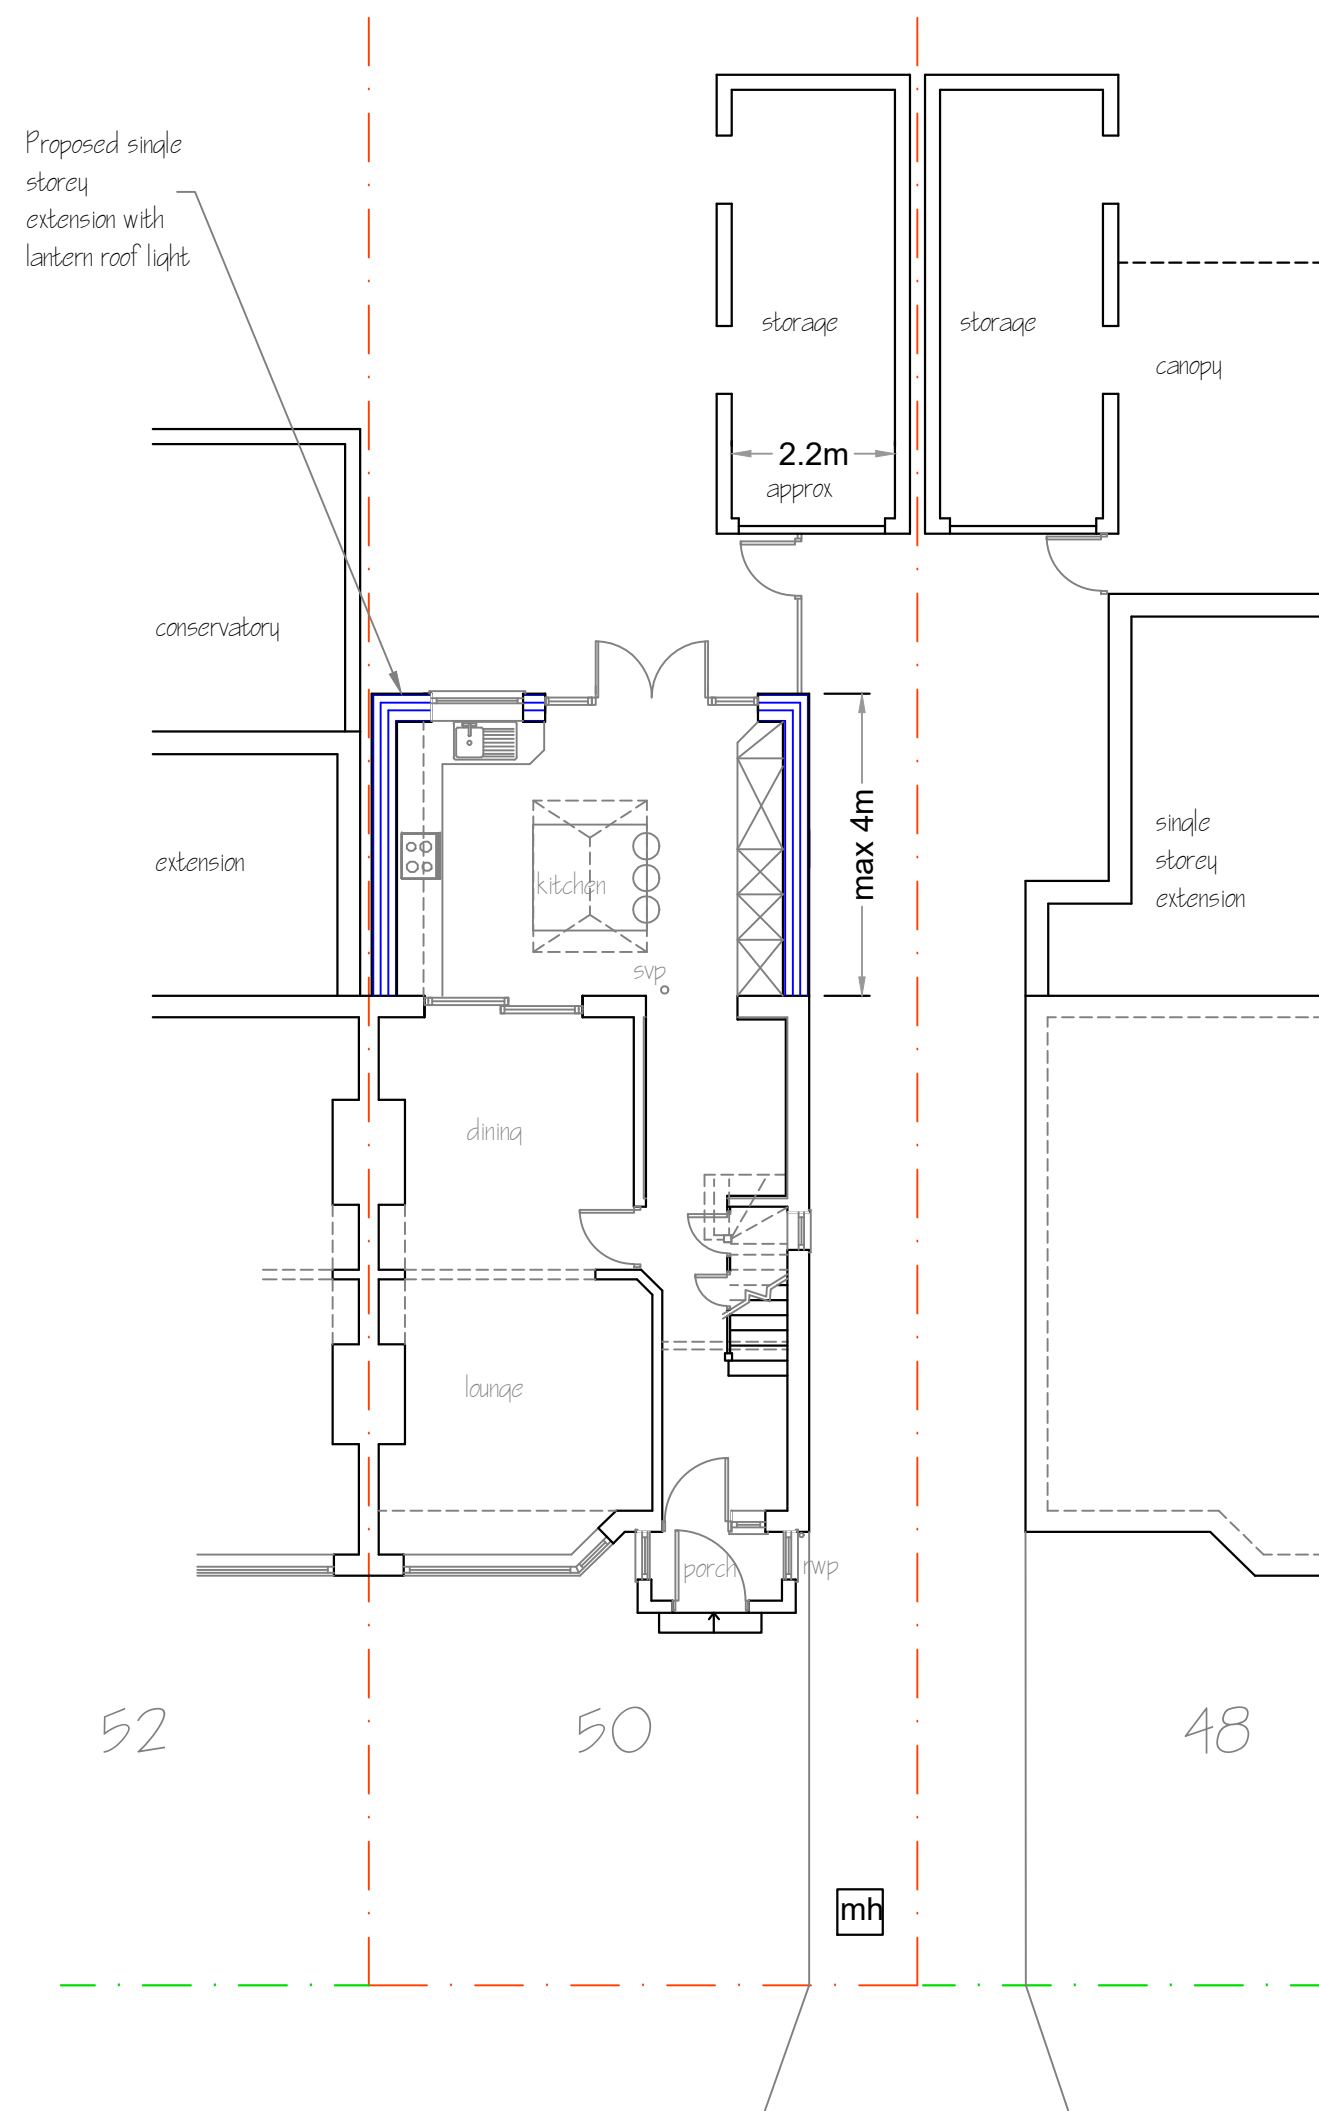 Proposed single
storey
extension with
lantern roof light
storage
storage
canopy
2.2m
approx
conservatory
max 4m
single
storey
extension
extension
kitchen
svp
dining
lounge
porch
rwp
52
50
48
mh